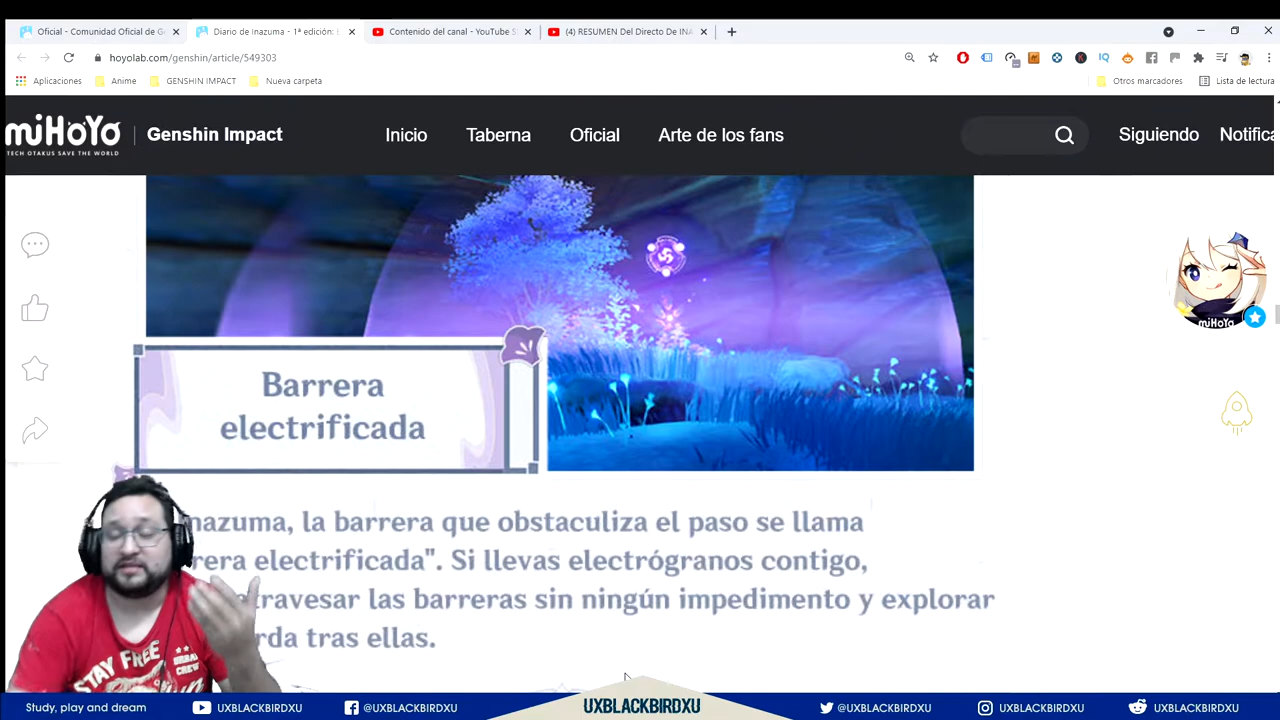 Oficial - Comunidad Oficial de G
Diario de Inazuma - 1ª edición:
Contenido del canal - YouTube S
(4) RESUMEN Del Directo De INA
hoyolab.com/genshin/article/549303
Aplicaciones
Anime
GENSHIN IMPACT
Nueva carpeta
Otros marcadores
Lista de lectura
miHoYo
TECH OTAKUS SAVE THE WORLD
Genshin Impact
Inicio
Taberna
Oficial
Arte de los fans
Siguiendo
Notifica
miHoYo
Barrera
electrificada
nazuma, la barrera que obstaculiza el paso se llama
rera electrificada". Si llevas electrógranos contigo,
travesar las barreras sin ningún impedimento y explorar
rda tras ellas.
STAY FREE
URBAN
CREW
Study, play and dream
UXBLACKBIRDXU
@UXBLACKBIRDXU
UXBLACKBIRDXU
@UXBLACKBIRDXU
UXBLACKBIRDXU
UXBLACKBIRDXU